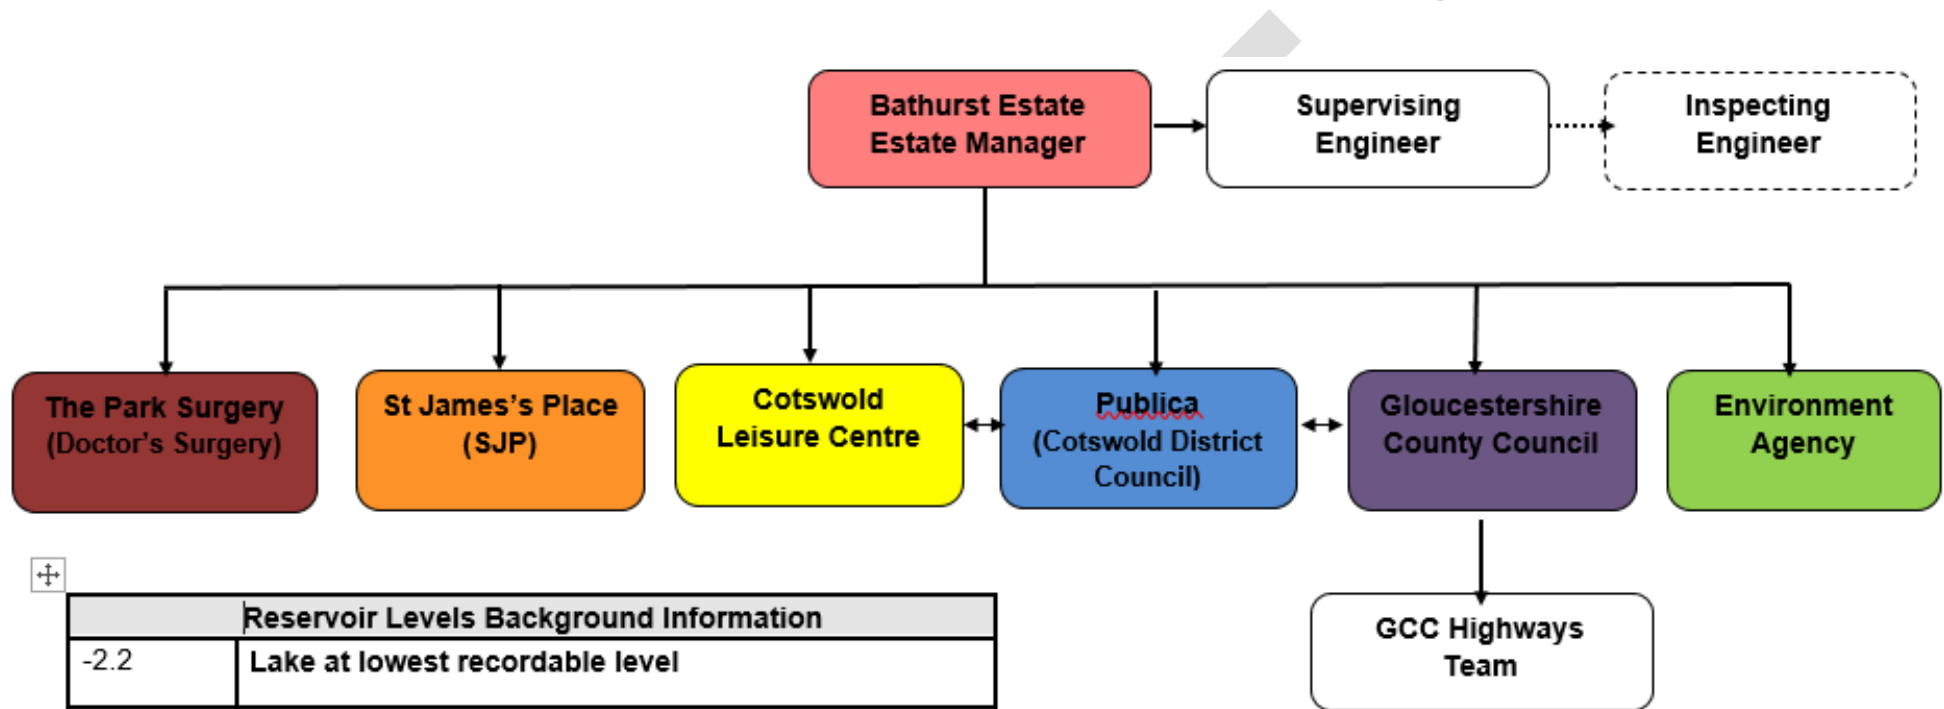 Bathurst Estate
Estate Manager
Supervising
Engineer
Inspecting
Engineer
The Park Surgery
(Doctor's Surgery)
St James's Place
(SJP)
Cotswold
Leisure Centre
Publica
(Cotswold District
Council)
Gloucestershire
County Council
Environment
Agency
GCC Highways
Team
Reservoir Levels Background Information
-2.2 Lake at lowest recordable level